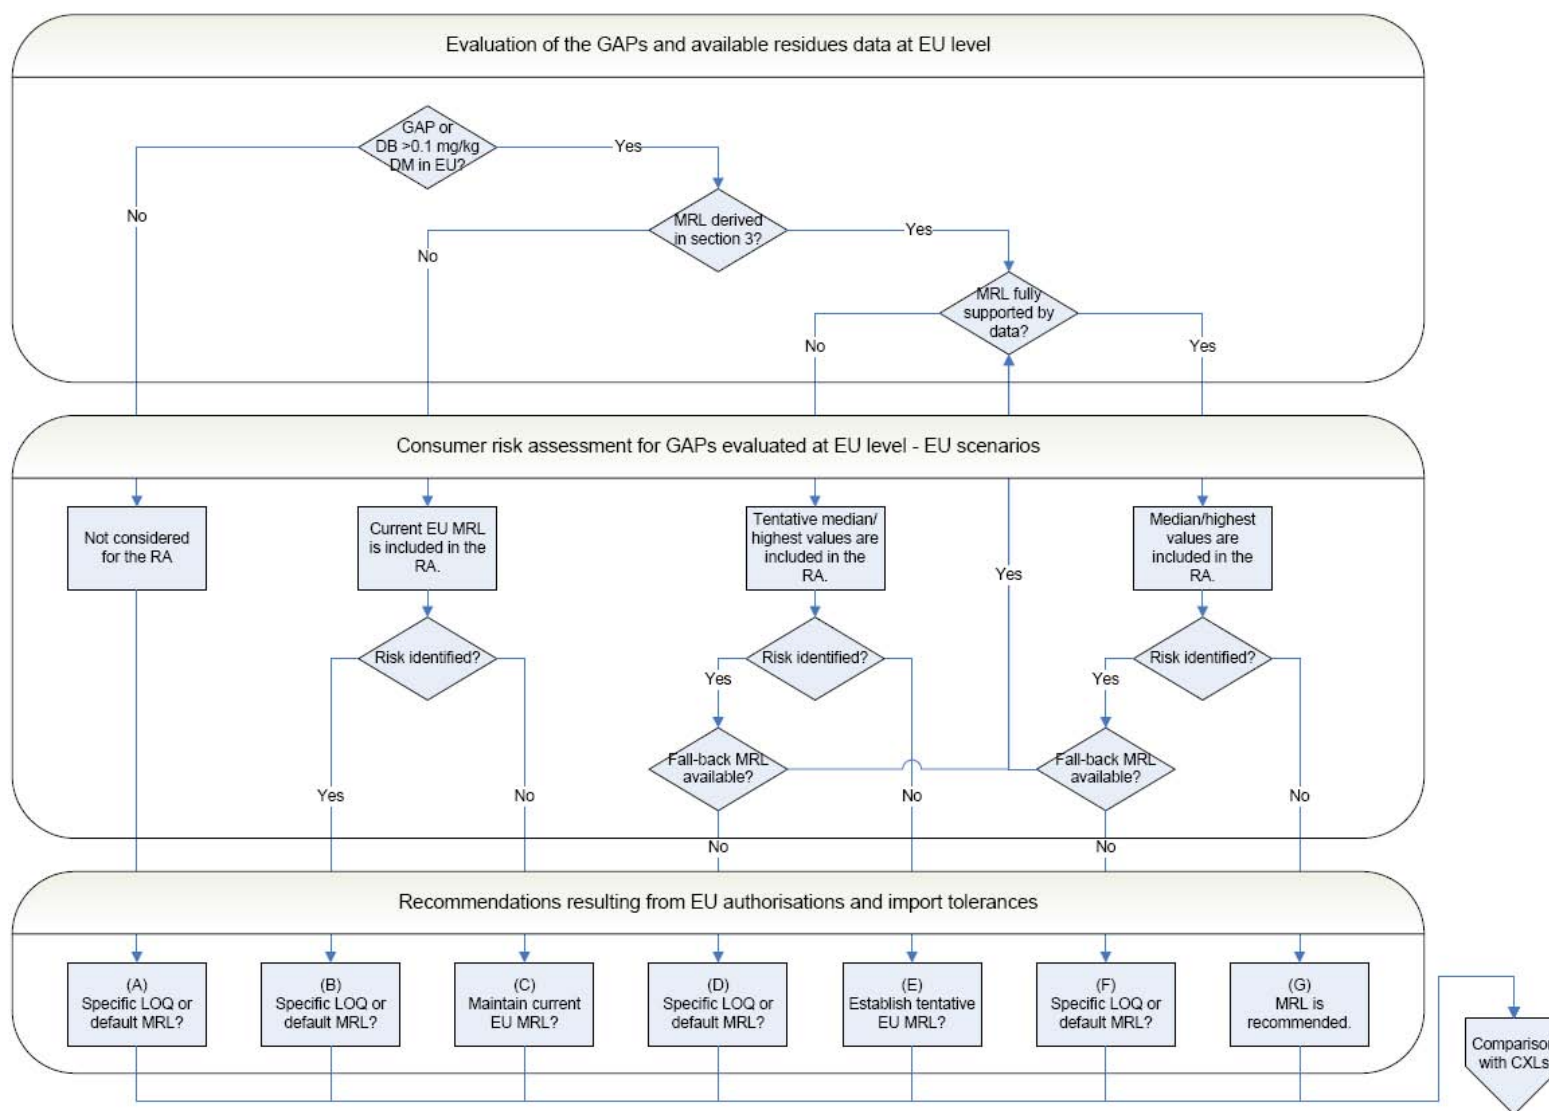 Evaluation of the GAPs and available residues data at EU level
GAP or
DB >0.1 mg/kg
DM in EU?
Yes
No
MRL derived
in section 3?
Yes
No
MRL fully
supported by
data?
No
Yes
Consumer risk assessment for GAPs evaluated at EU level - EU scenarios
Not considered
for the RA
Current EU MRL
is included in the
RA.
Tentative median/
highest values are
included in the
RA.
Median/highest
values are
included in the
RA.
Yes
Risk identified?
Risk identified?
Risk identified?
Yes
Yes
Fall-back MRL
available?
Fall-back MRL
available?
Yes
No
No
No
No
No
Recommendations resulting from EU authorisations and import tolerances
(A)
Specific LOQ or
default MRL?
(B)
Specific LOQ or
default MRL?
(C)
Maintain current
EU MRL?
(D)
Specific LOQ or
default MRL?
(E)
Establish tentative
EU MRL?
(F)
Specific LOQ or
default MRL?
(G)
MRL is
recommended.
Comparison
with CXLs